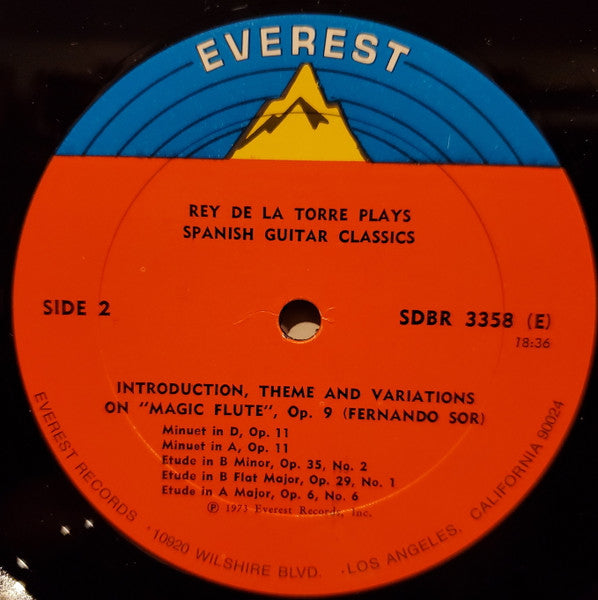 EVEREST
REY DE LA TORRE PLAYS
SPANISH GUITAR CLASSICS
SIDE 2
SDBR 3358 (E)
18:36
INTRODUCTION, THEME AND VARIATIONS
ON "MAGIC FLUTE", Op. 9 (FERNANDO SOR)
Minuet in D, Op. 11
Minuet in A, Op. 11
Etude in B Minor, Op. 35, No. 2
Etude in B Flat Major, Op. 29, No. 1
Etude in A Major, Op. 6, No. 6
℗ 1973 Everest Records, Inc.
EVEREST RECORDS · 10920 WILSHIRE BLVD. · LOS ANGELES, CALIFORNIA 90024